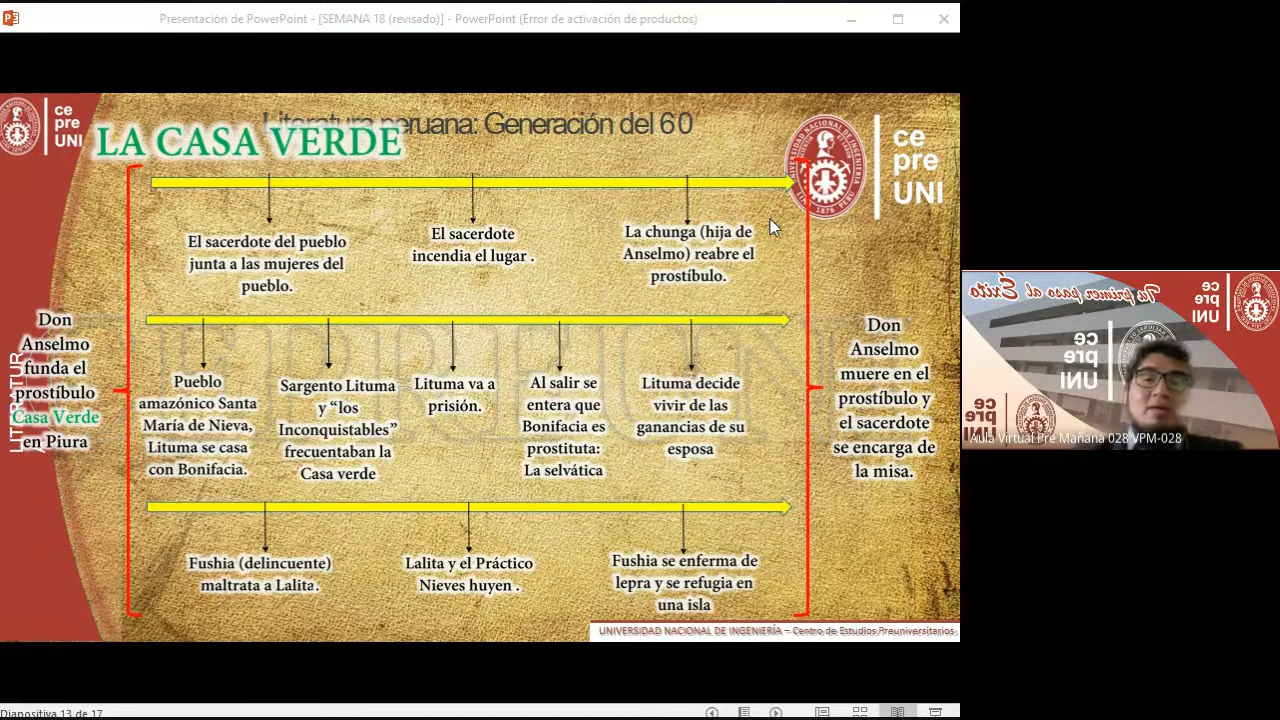 Presentación de PowerPoint - [SEMANA 18 (revisado)] - PowerPoint (Error de activación de productos)
ce
pre
UNI
Literatura peruana: Generación del 60
LA CASA VERDE
ce
pre
UNI
El sacerdote del pueblo
junta a las mujeres del
pueblo.
El sacerdote
incendia el lugar .
La chunga (hija de
Anselmo) reabre el
prostíbulo.
Don
Anselmo
funda el
prostíbulo
Casa Verde
en Piura
LITERATUR
Pueblo
amazónico Santa
María de Nieva,
Lituma se casa
con Bonifacia.
Sargento Lituma
y “los
Inconquistables”
frecuentaban la
Casa verde
Lituma va a
prisión.
Al salir se
entera que
Bonifacia es
prostituta:
La selvática
Lituma decide
vivir de las
ganancias de su
esposa
Don
Anselmo
muere en el
prostíbulo y
el sacerdote
se encarga de
la misa.
Fushia (delincuente)
maltrata a Lalita.
Lalita y el Práctico
Nieves huyen .
Fushia se enferma de
lepra y se refugia en
una isla
UNIVERSIDAD NACIONAL DE INGENIERÍA – Centro de Estudios Preuniversitarios
Diapositiva 13 de 17
Tu primer paso al Éxito
ce
pre
UNI
ce
pre
UNI
ce
pre
UNI
Aula Virtual Pre Mañana 028 VPM-028